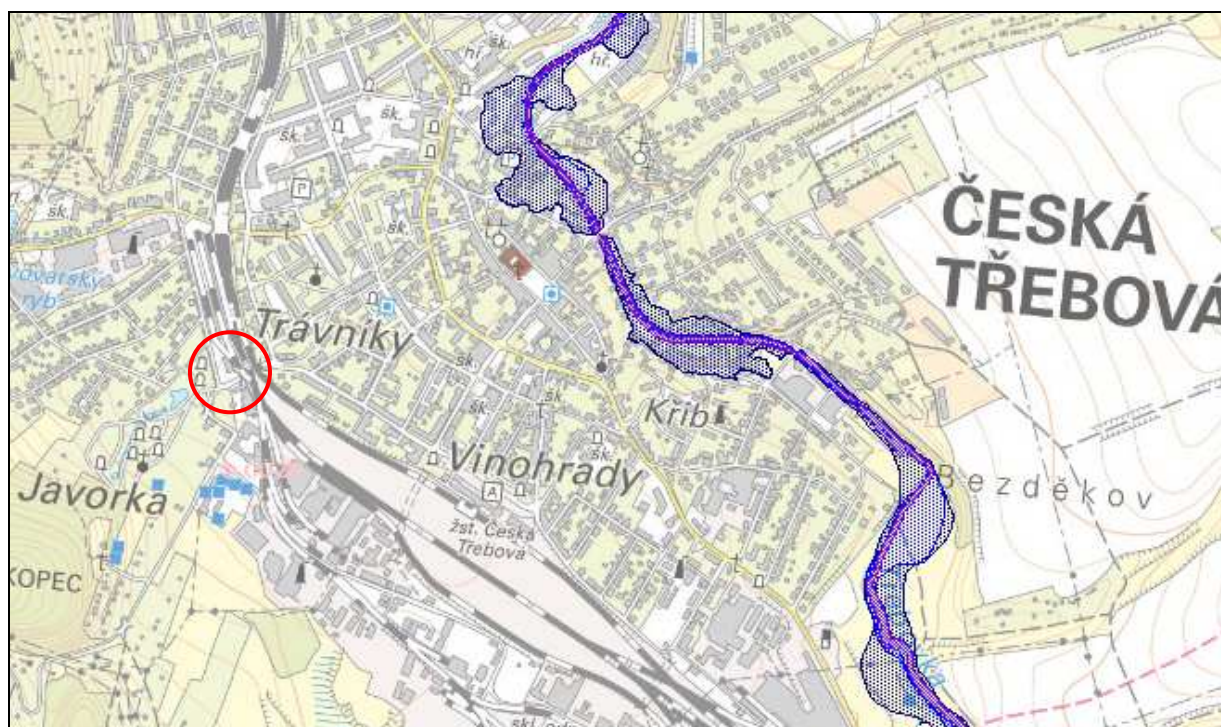 šk.
hř.
hř.
šk.
šk.
P
šk.
šk.
ČESKÁ
TŘEBOVÁ
ryb.
Trávníky
šk.
šk.
Křib
Vinohrady
šk.
Bezděkov
Javorka
A
žst. Česká
Třebová
KOPEC